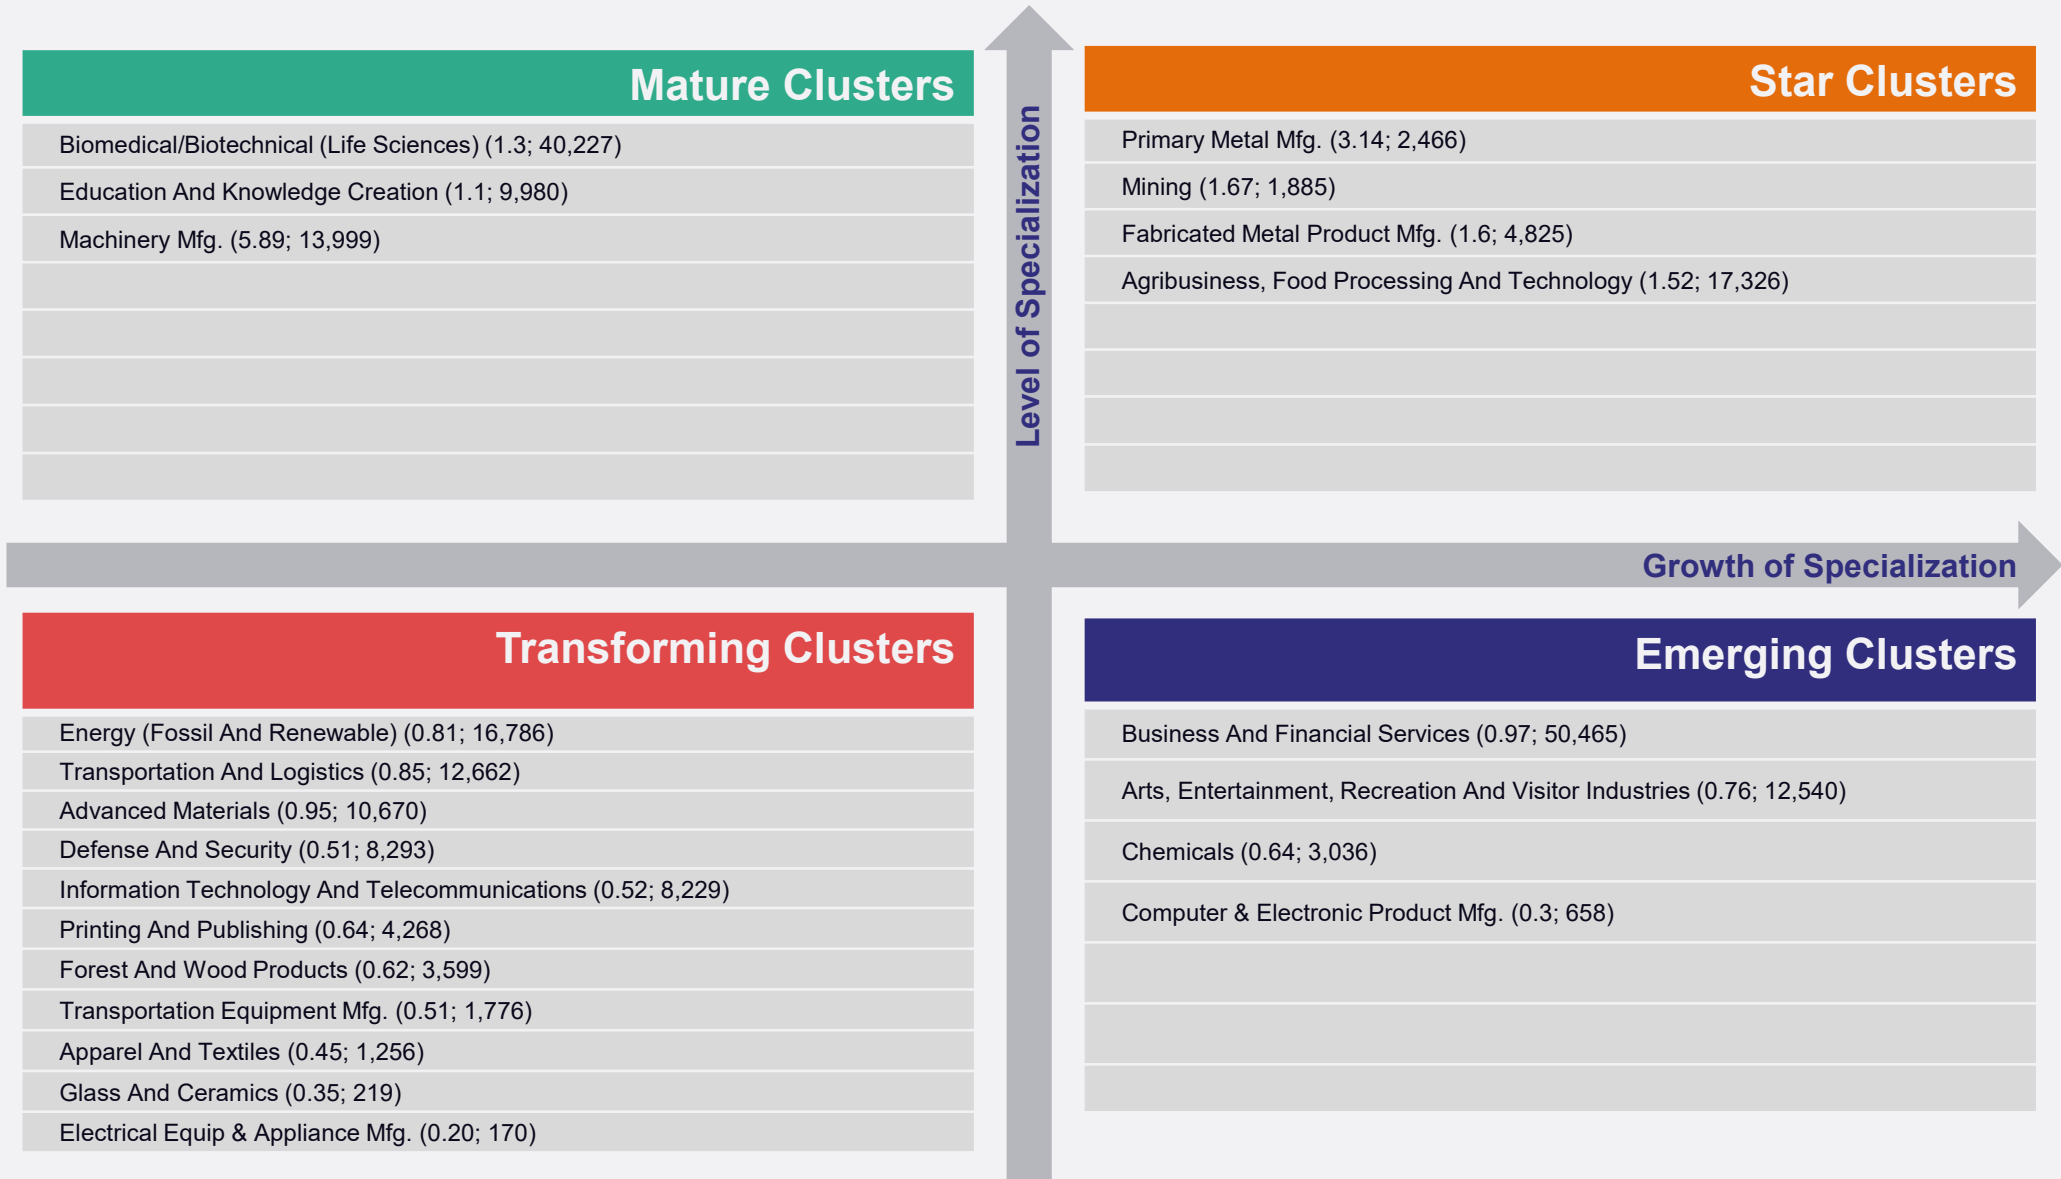 Mature Clusters
Biomedical/Biotechnical (Life Sciences) (1.3; 40,227)
Education And Knowledge Creation (1.1; 9,980)
Machinery Mfg. (5.89; 13,999)
Level of Specialization
Star Clusters
Primary Metal Mfg. (3.14; 2,466)
Mining (1.67; 1,885)
Fabricated Metal Product Mfg. (1.6; 4,825)
Agribusiness, Food Processing And Technology (1.52; 17,326)
Growth of Specialization
Transforming Clusters
Energy (Fossil And Renewable) (0.81; 16,786)
Transportation And Logistics (0.85; 12,662)
Advanced Materials (0.95; 10,670)
Defense And Security (0.51; 8,293)
Information Technology And Telecommunications (0.52; 8,229)
Printing And Publishing (0.64; 4,268)
Forest And Wood Products (0.62; 3,599)
Transportation Equipment Mfg. (0.51; 1,776)
Apparel And Textiles (0.45; 1,256)
Glass And Ceramics (0.35; 219)
Electrical Equip & Appliance Mfg. (0.20; 170)
Emerging Clusters
Business And Financial Services (0.97; 50,465)
Arts, Entertainment, Recreation And Visitor Industries (0.76; 12,540)
Chemicals (0.64; 3,036)
Computer & Electronic Product Mfg. (0.3; 658)